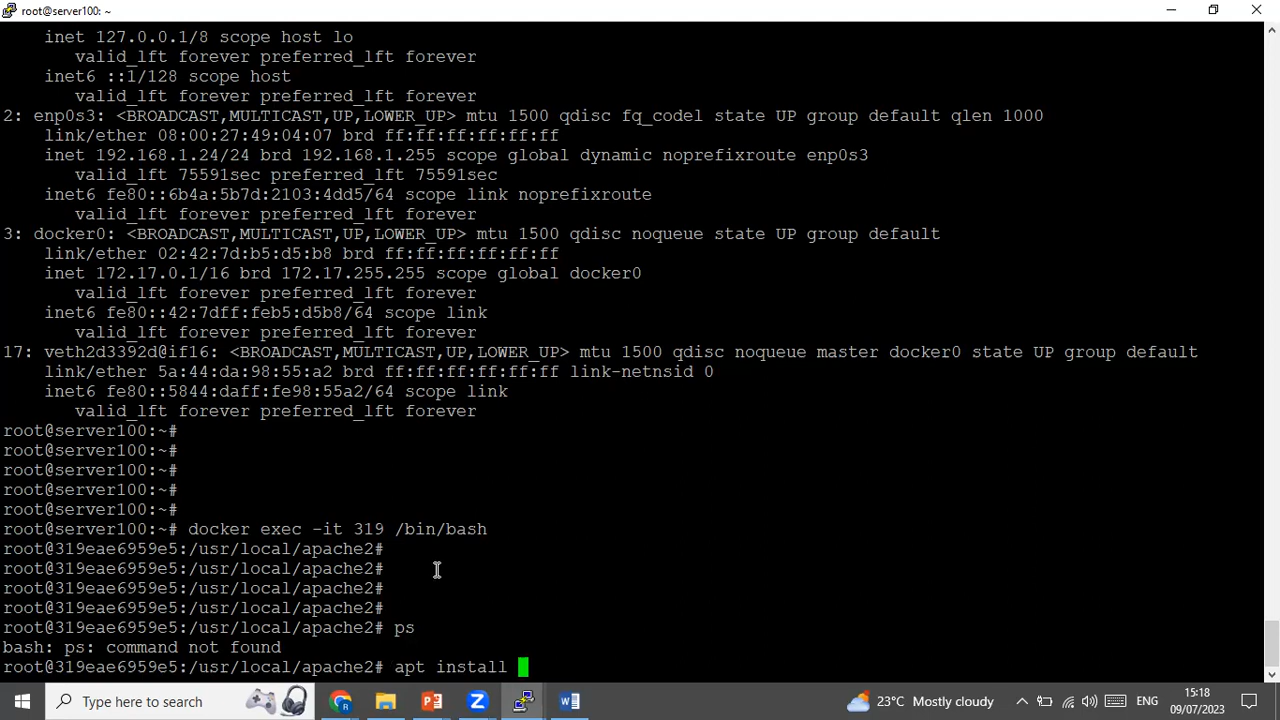 root@server100: ~
inet 127.0.0.1/8 scope host lo
valid_lft forever preferred_lft forever
inet6 ::1/128 scope host
valid_lft forever preferred_lft forever
2: enp0s3: <BROADCAST,MULTICAST,UP,LOWER_UP> mtu 1500 qdisc fq_codel state UP group default qlen 1000
link/ether 08:00:27:49:04:07 brd ff:ff:ff:ff:ff:ff
inet 192.168.1.24/24 brd 192.168.1.255 scope global dynamic noprefixroute enp0s3
valid_lft 75591sec preferred_lft 75591sec
inet6 fe80::6b4a:5b7d:2103:4dd5/64 scope link noprefixroute
valid_lft forever preferred_lft forever
3: docker0: <BROADCAST,MULTICAST,UP,LOWER_UP> mtu 1500 qdisc noqueue state UP group default
link/ether 02:42:7d:b5:d5:b8 brd ff:ff:ff:ff:ff:ff
inet 172.17.0.1/16 brd 172.17.255.255 scope global docker0
valid_lft forever preferred_lft forever
inet6 fe80::42:7dff:feb5:d5b8/64 scope link
valid_lft forever preferred_lft forever
17: veth2d3392d@if16: <BROADCAST,MULTICAST,UP,LOWER_UP> mtu 1500 qdisc noqueue master docker0 state UP group default
link/ether 5a:44:da:98:55:a2 brd ff:ff:ff:ff:ff:ff link-netnsid 0
inet6 fe80::5844:daff:fe98:55a2/64 scope link
valid_lft forever preferred_lft forever
root@server100:~#
root@server100:~#
root@server100:~#
root@server100:~#
root@server100:~#
root@server100:~# docker exec -it 319 /bin/bash
root@319eae6959e5:/usr/local/apache2#
root@319eae6959e5:/usr/local/apache2#
root@319eae6959e5:/usr/local/apache2#
root@319eae6959e5:/usr/local/apache2#
root@319eae6959e5:/usr/local/apache2# ps
bash: ps: command not found
root@319eae6959e5:/usr/local/apache2# apt install
Type here to search
23°C Mostly cloudy
ENG
15:18
09/07/2023